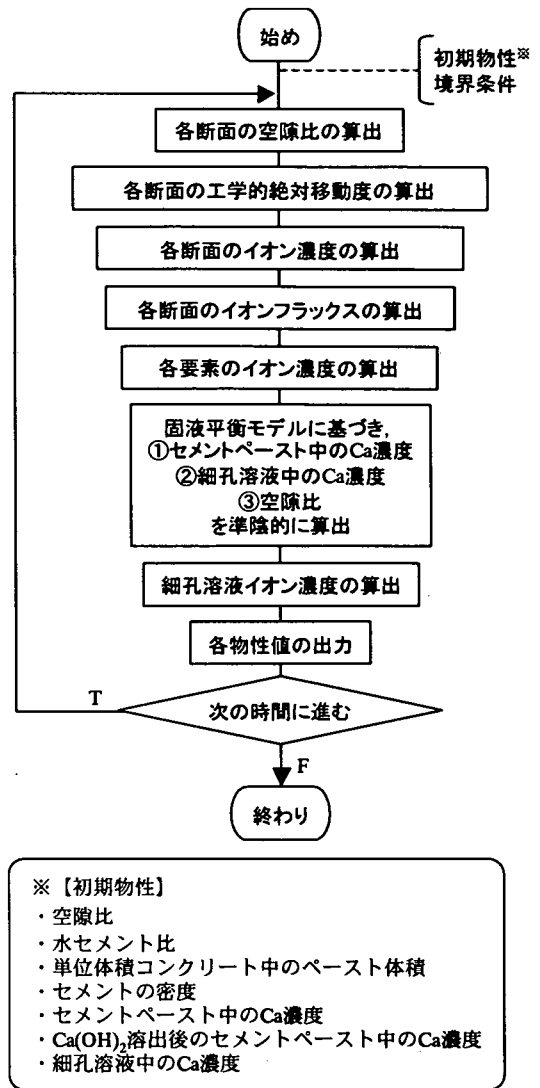 始め
初期物性※
境界条件
各断面の空隙比の算出
各断面の工学的絶対移動度の算出
各断面のイオン濃度の算出
各断面のイオンフラックスの算出
各要素のイオン濃度の算出
固液平衡モデルに基づき,
①セメントペースト中のCa濃度
②細孔溶液中のCa濃度
③空隙比
を準陰的に算出
細孔溶液イオン濃度の算出
各物性値の出力
T
次の時間に進む
F
終わり
※【初期物性】
・空隙比
・水セメント比
・単位体積コンクリート中のペースト体積
・セメントの密度
・セメントペースト中のCa濃度
・Ca(OH)₂溶出後のセメントペースト中のCa濃度
・細孔溶液中のCa濃度